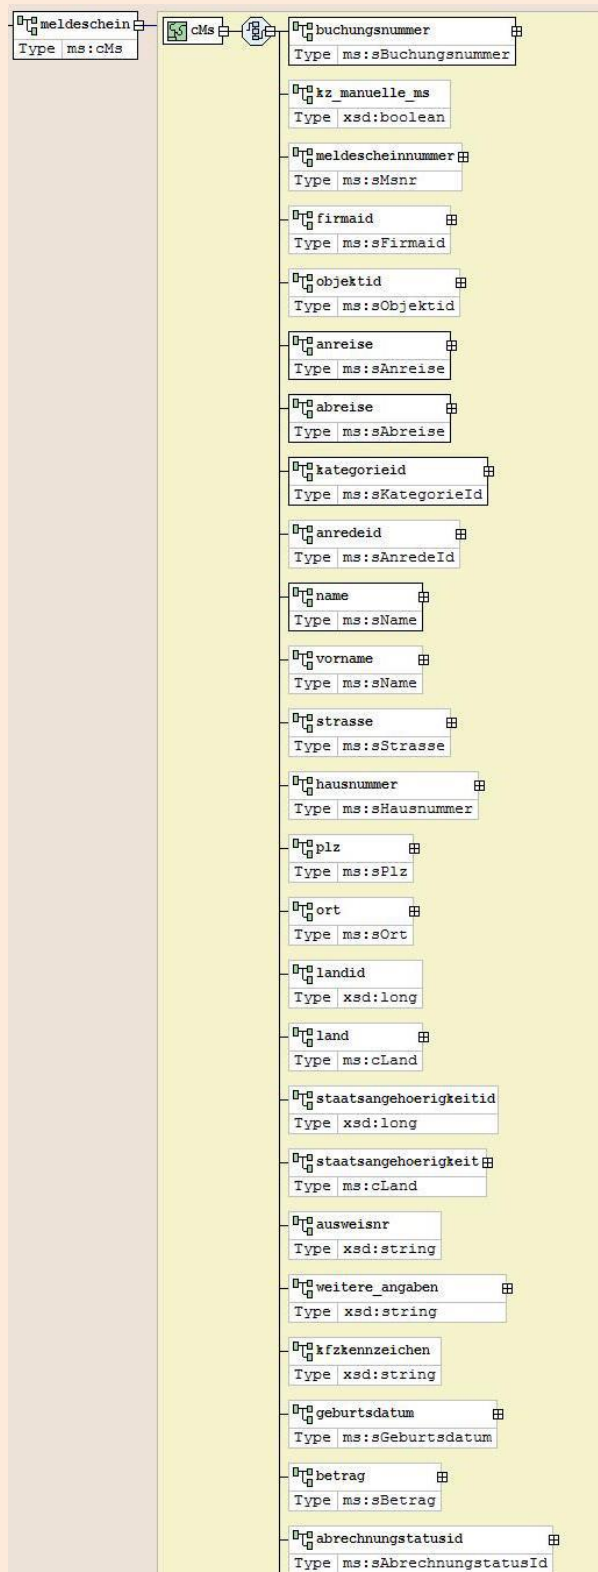 meldeschein
Type ms:cMs
cMs
buchungsnummer
Type ms:sBuchungsnummer
kz_manuelle_ms
Type xsd:boolean
meldescheinnummer
Type ms:sMsnr
firmaid
Type ms:sFirmaid
objektid
Type ms:sObjektid
anreise
Type ms:sAnreise
abreise
Type ms:sAbreise
kategorieid
Type ms:sKategorieId
anredeid
Type ms:sAnredeId
name
Type ms:sName
vorname
Type ms:sName
strasse
Type ms:sStrasse
hausnummer
Type ms:sHausnummer
plz
Type ms:sPlz
ort
Type ms:sOrt
landid
Type xsd:long
land
Type ms:cLand
staatsangehoerigkeitid
Type xsd:long
staatsangehoerigkeit
Type ms:cLand
ausweisnr
Type xsd:string
weitere_angaben
Type xsd:string
kfzkennzeichen
Type xsd:string
geburtsdatum
Type ms:sGeburtsdatum
betrag
Type ms:sBetrag
abrechnungstatusid
Type ms:sAbrechnungstatusId